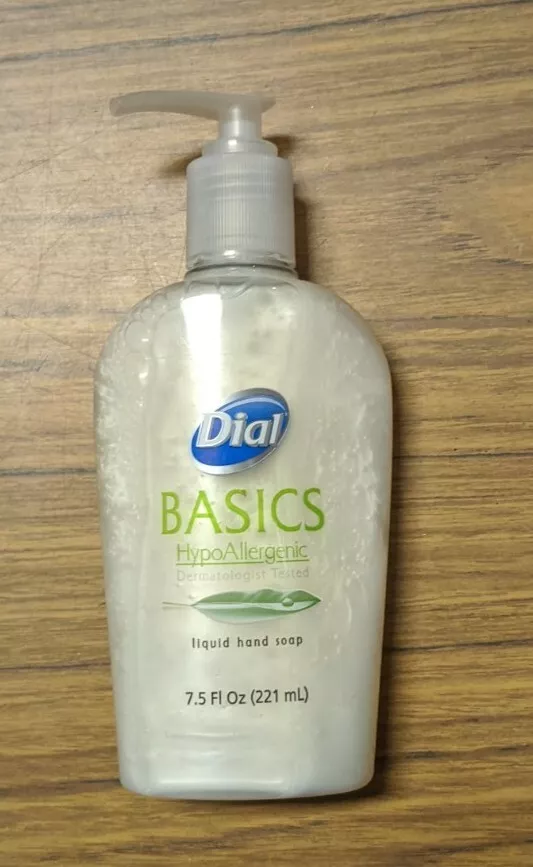 Dial
BASICS
HypoAllergenic
Dermatologist Tested
liquid hand soap
7.5 Fl Oz (221 mL)